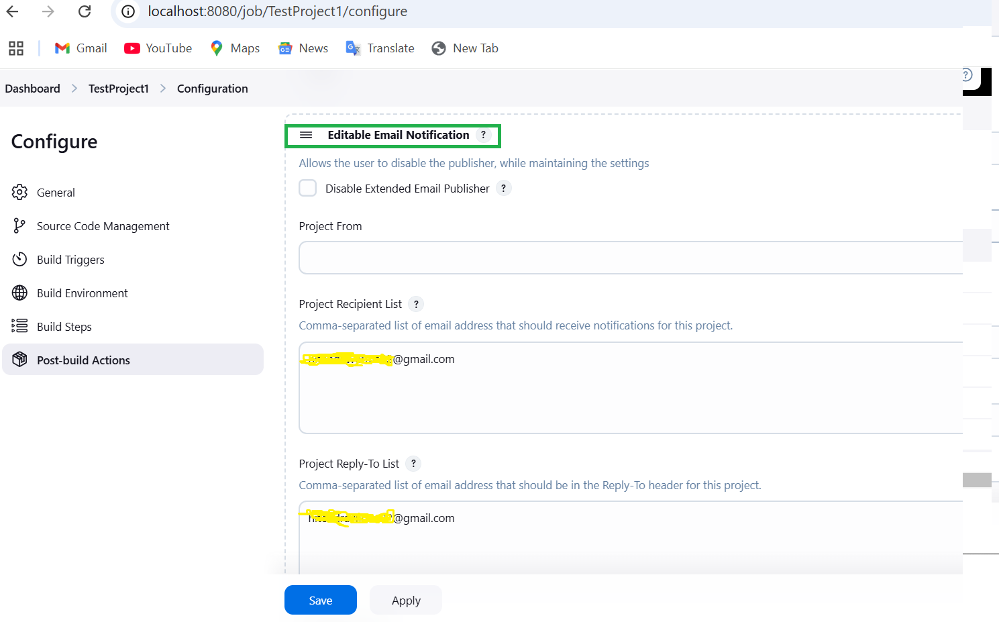 localhost:8080/job/TestProject1/configure
Gmail YouTube Maps News Translate New Tab
Dashboard TestProject1 Configuration
?
Configure
General
Source Code Management
Build Triggers
Build Environment
Build Steps
Post-build Actions
Editable Email Notification ?
Allows the user to disable the publisher, while maintaining the settings
Disable Extended Email Publisher ?
Project From
Project Recipient List ?
Comma-separated list of email address that should receive notifications for this project.
@gmail.com
Project Reply-To List ?
Comma-separated list of email address that should be in the Reply-To header for this project.
@gmail.com
Save Apply